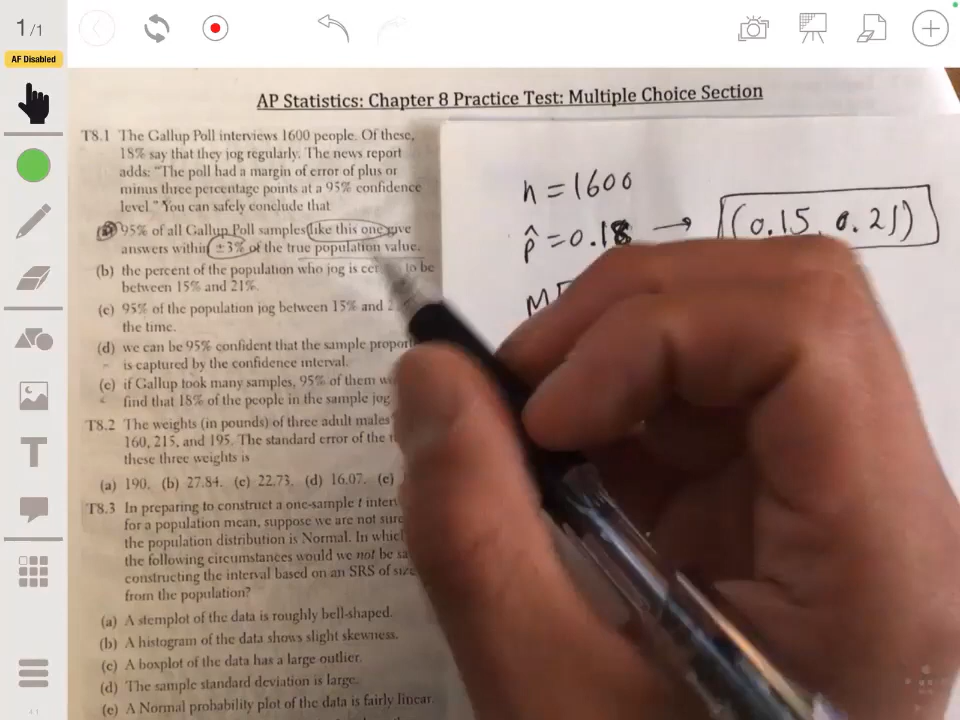 1/1
AF Disabled
AP Statistics: Chapter 8 Practice Test: Multiple Choice Section
T8.1 The Gallup Poll interviews 1600 people. Of these,
18% say that they jog regularly. The news report
adds: "The poll had a margin of error of plus or
minus three percentage points at a 95% confidence
level." You can safely conclude that
95% of all Gallup Poll samples like this one give
answers within ±3% of the true population value.
(b) the percent of the population who jog is to be
between 15% and 21%.
(c) 95% of the population jog between 15% and
the time.
(d) we can be 95% confident that the sample
is captured by the confidence interval.
(e) if Gallup took many samples, 95% of them
find that 18% of the people in the sample jog
T8.2 The weights (in pounds) of three adult males
160, 215, and 195. The standard error of the
these three weights is
(a) 190. (b) 27.84. (c) 22.73. (d) 16.07. (e)
T8.3 In preparing to construct a one-sample t
for a population mean, suppose we are not sure
the population distribution is Normal. In which
the following circumstances would we not be
constructing the interval based on an SRS of
from the population?
(a) A stemplot of the data is roughly bell-shaped.
(b) A histogram of the data shows slight skewness.
(c) A boxplot of the data has a large outlier.
(d) The sample standard deviation is large.
(e) A Normal probability plot of the data is fairly linear.
n = 1600
p̂ = 0.18 → (0.15, 0.21)
T